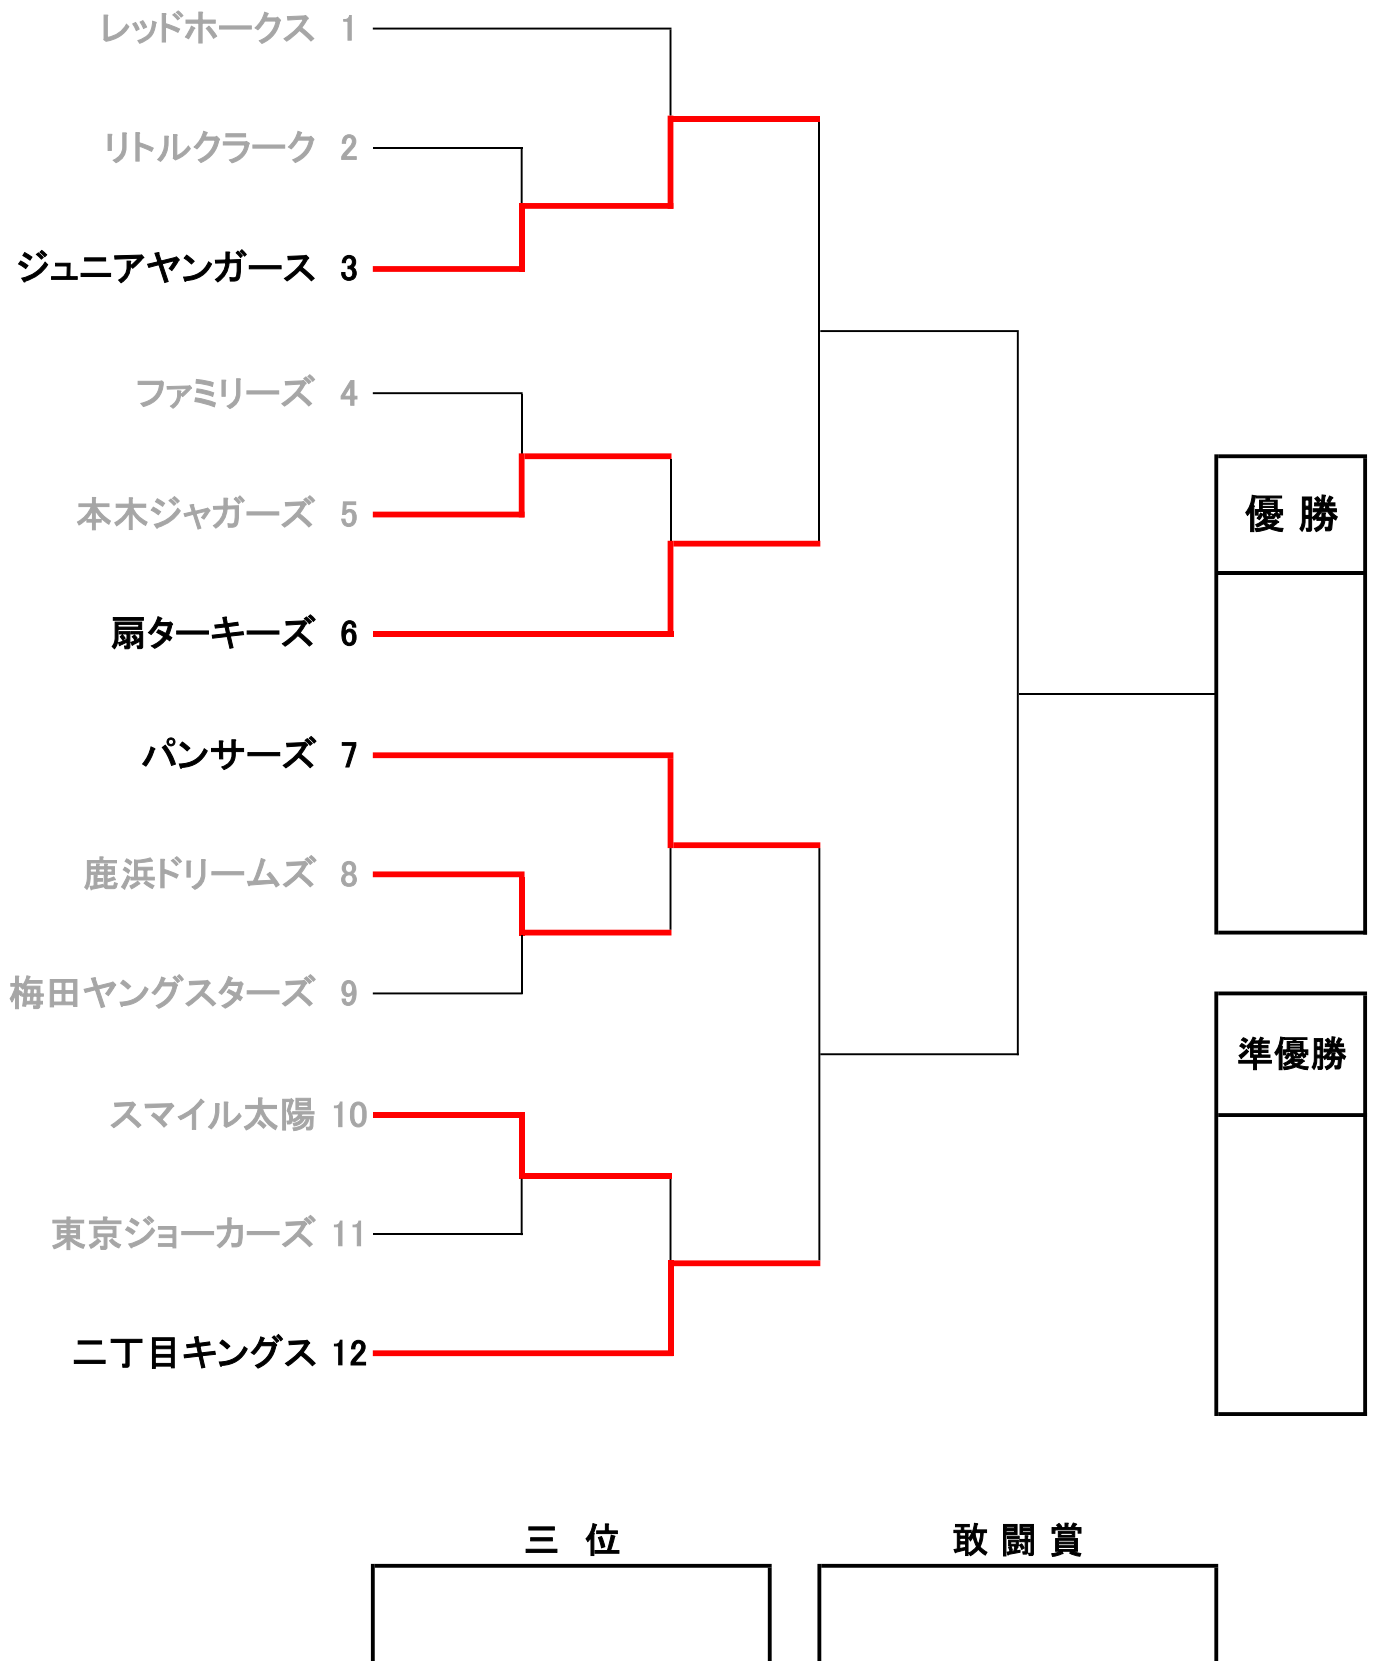 レッドホークス 1
リトルクラーク 2
ジュニアヤンガース 3
ファミリーズ 4
本木ジャガーズ 5
扇ターキーズ 6
パンサーズ 7
鹿浜ドリームズ 8
梅田ヤングスターズ 9
スマイル太陽 10
東京ジョーカーズ 11
二丁目キングス 12
優 勝
準優勝
三 位
敢 闘 賞